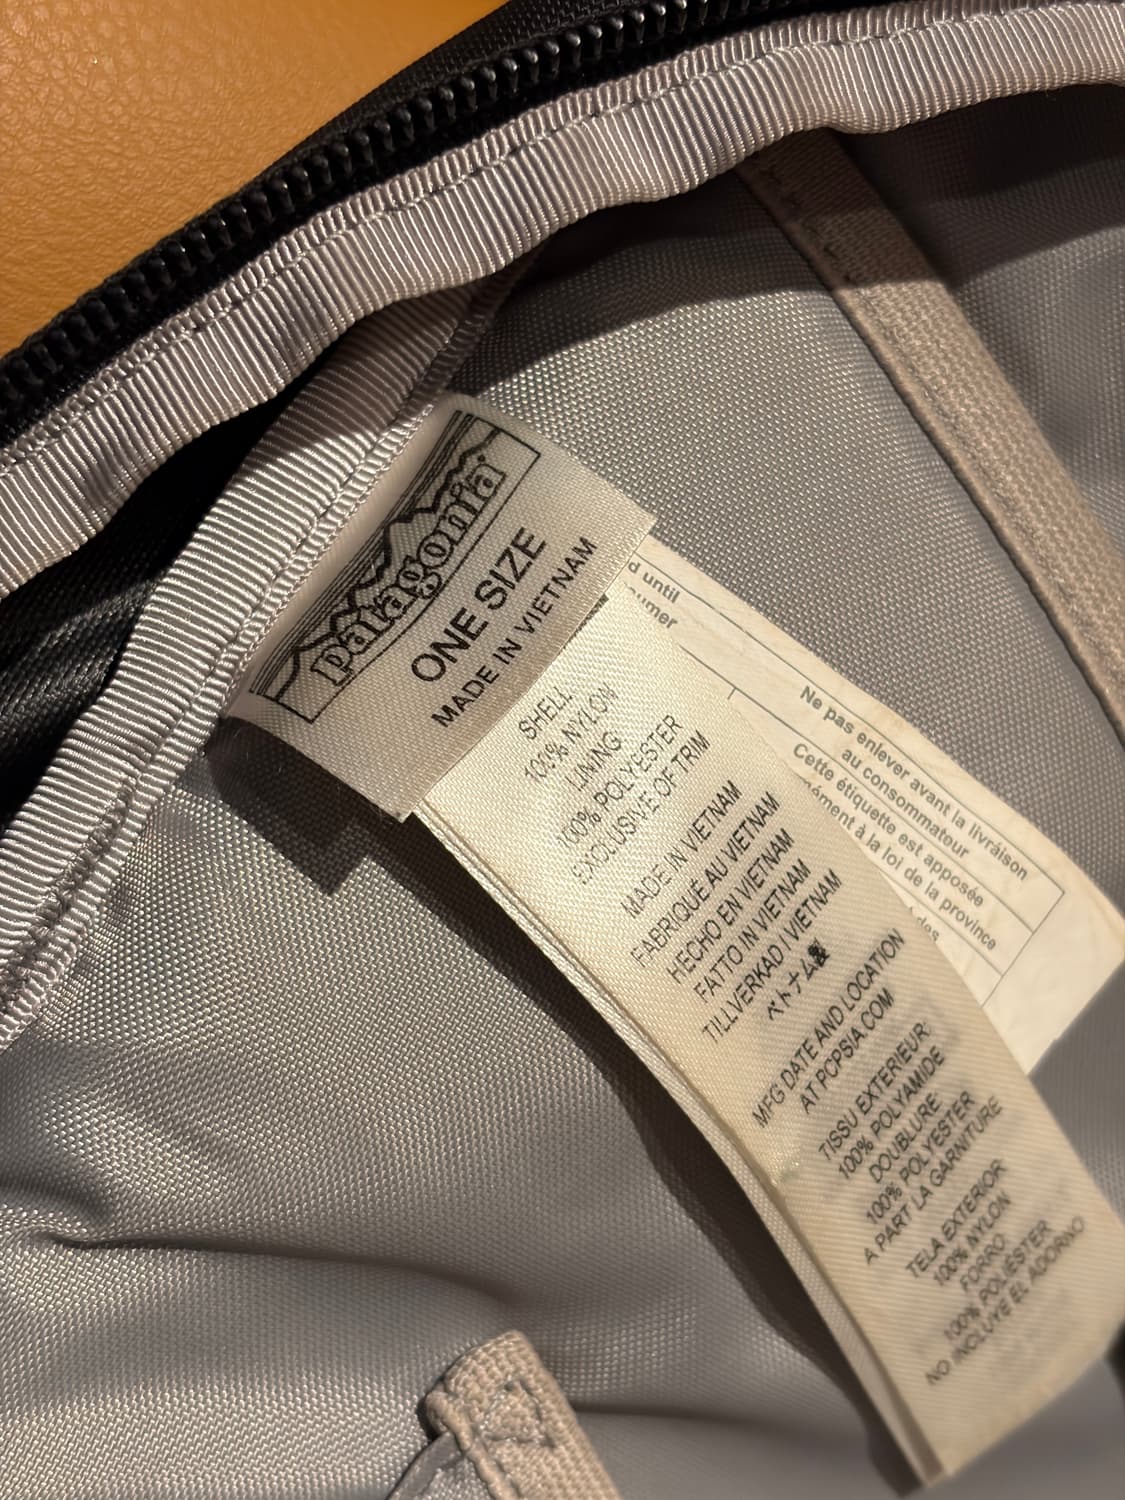 patagonia
ONE SIZE
MADE IN VIETNAM
SHELL
100% NYLON
LINING
100% POLYESTER
EXCLUSIVE OF TRIM
MADE IN VIETNAM
FABRIQUÉ AU VIETNAM
HECHO EN VIETNAM
FATTO IN VIETNAM
TILLVERKAD I VIETNAM
ベトナム製
MFG DATE AND LOCATION
AT PCPSIA.COM
TISSU EXTERIEUR:
100% POLYAMIDE
DOUBLURE:
100% POLYESTER
A PART LA GARNITURE
TELA EXTERIOR:
100% NYLON
FORRO:
100% POLIÉSTER
NO INCLUYE EL ADORNO
d until
umer
Ne pas enlever avant la livraison
au consommateur
Cette étiquette est apposée
mément à la loi de la province
des